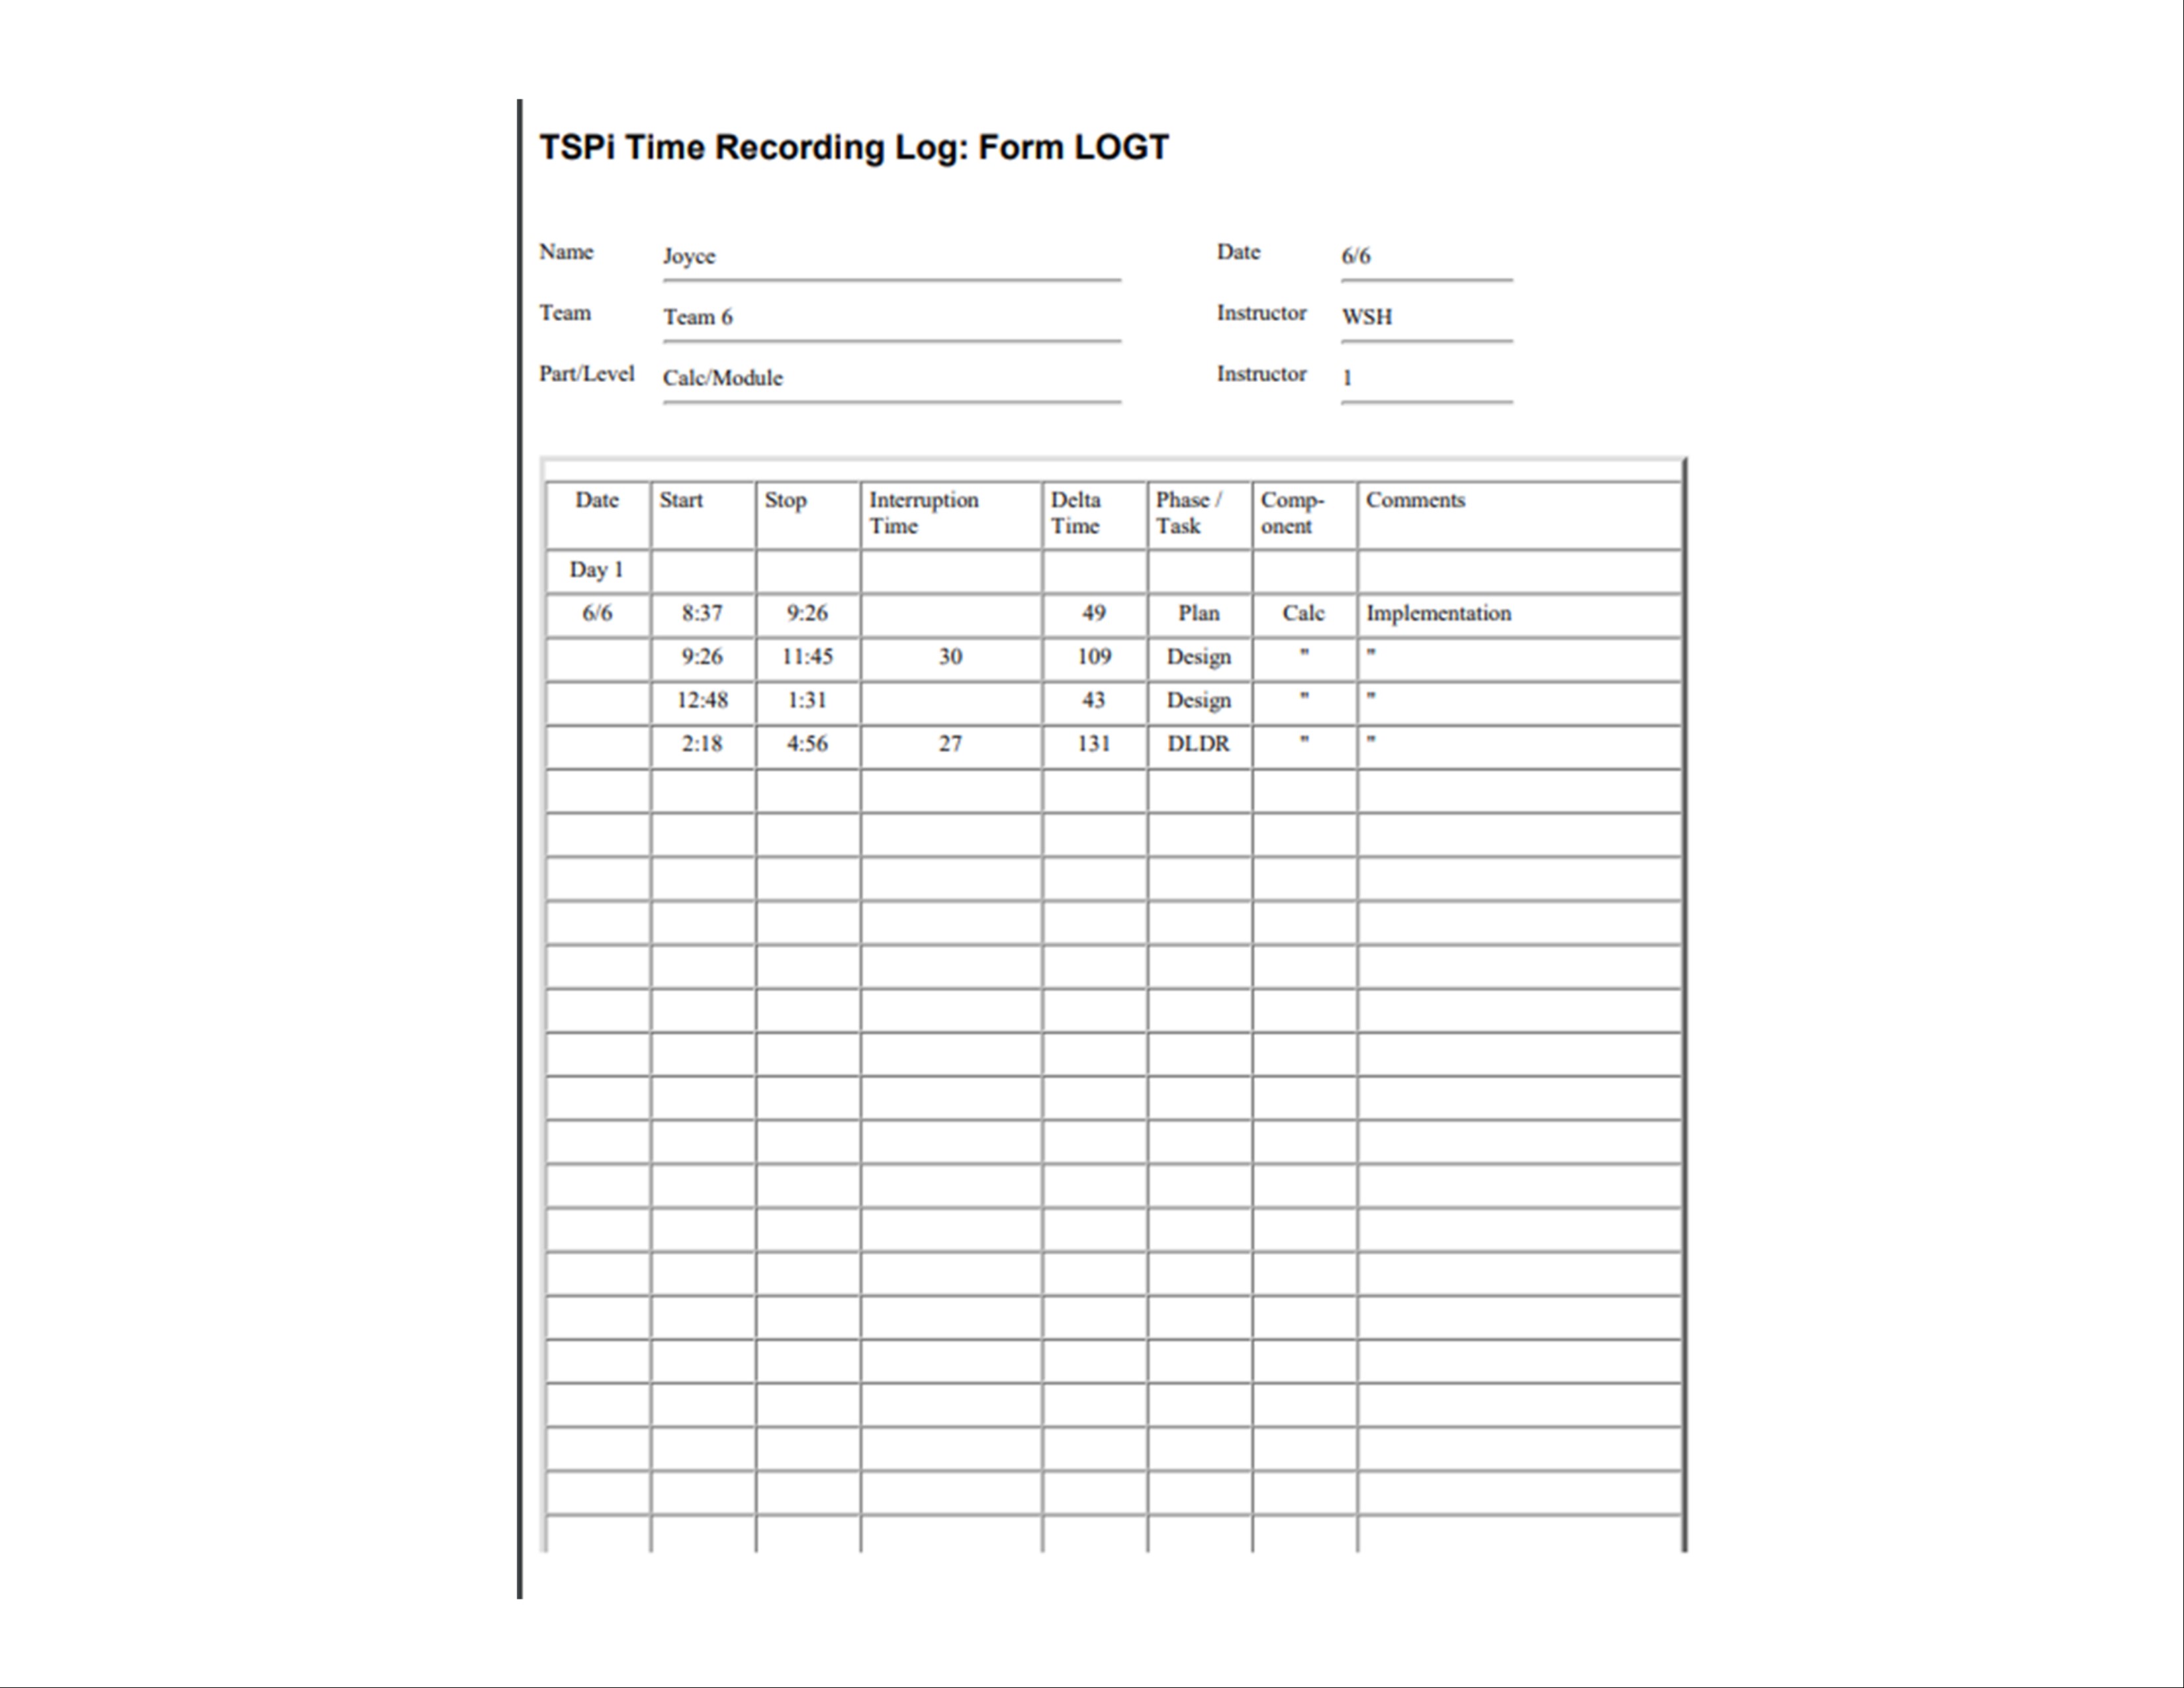 TSPi Time Recording Log: Form LOGT
Name Joyce Date 6/6
Team Team 6 Instructor WSH
Part/Level Calc/Module Instructor 1
Date Start Stop Interruption Time Delta Time Phase / Task Comp-onent Comments
Day 1
6/6 8:37 9:26 49 Plan Calc Implementation
9:26 11:45 30 109 Design " "
12:48 1:31 43 Design " "
2:18 4:56 27 131 DLDR " "